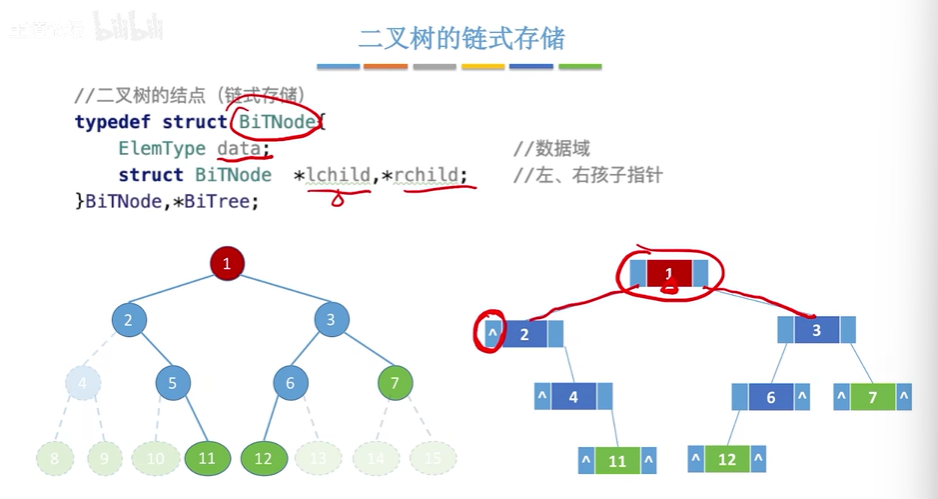 bilibili
二叉树的链式存储
//二叉树的结点（链式存储）
typedef struct BiTNode{
ElemType data; //数据域
struct BiTNode *lchild,*rchild; //左、右孩子指针
}BiTNode,*BiTree;
1
2 3
4 5 6 7
8 9 10 11 12 13 14 15
1
^ 2 3
^ 4 6 ^ ^ 7 ^
^ 11 ^ ^ 12 ^